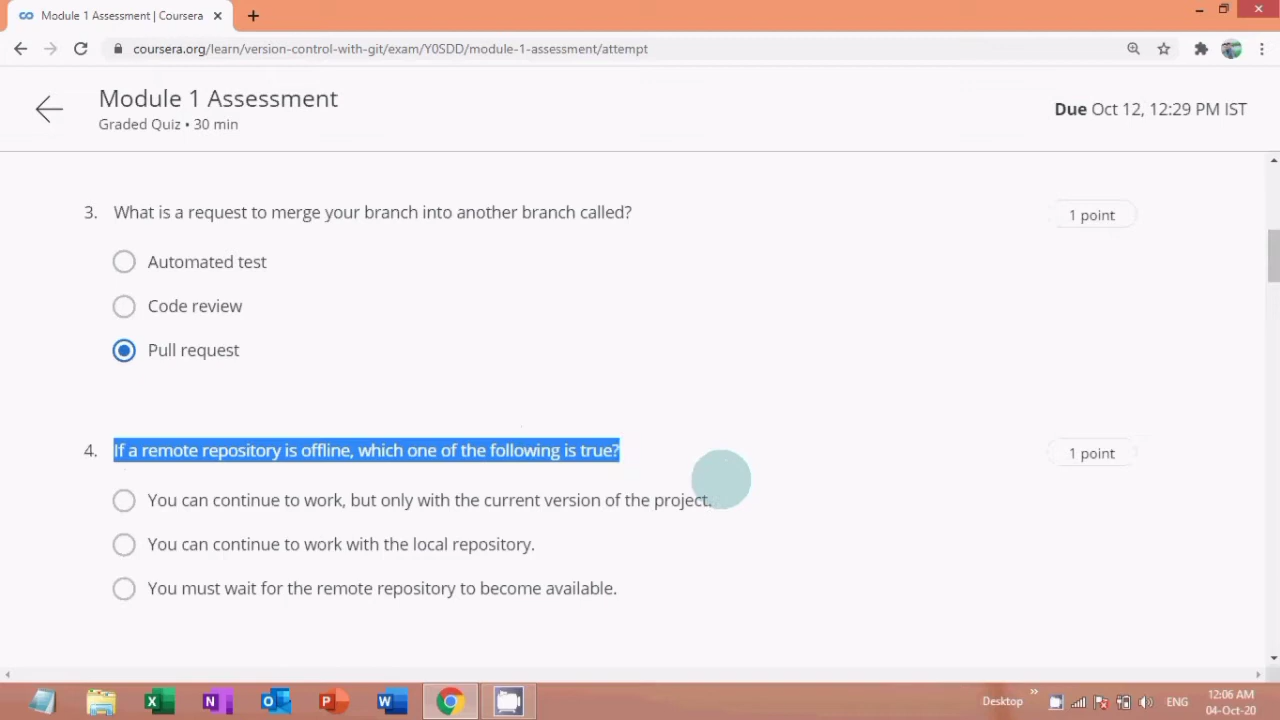 Module 1 Assessment | Coursera
coursera.org/learn/version-control-with-git/exam/Y0SDD/module-1-assessment/attempt
Module 1 Assessment
Graded Quiz • 30 min
Due Oct 12, 12:29 PM IST
3. What is a request to merge your branch into another branch called?
1 point
Automated test
Code review
Pull request
4. If a remote repository is offline, which one of the following is true?
1 point
You can continue to work, but only with the current version of the project.
You can continue to work with the local repository.
You must wait for the remote repository to become available.
Desktop
ENG
12:06 AM
04-Oct-20